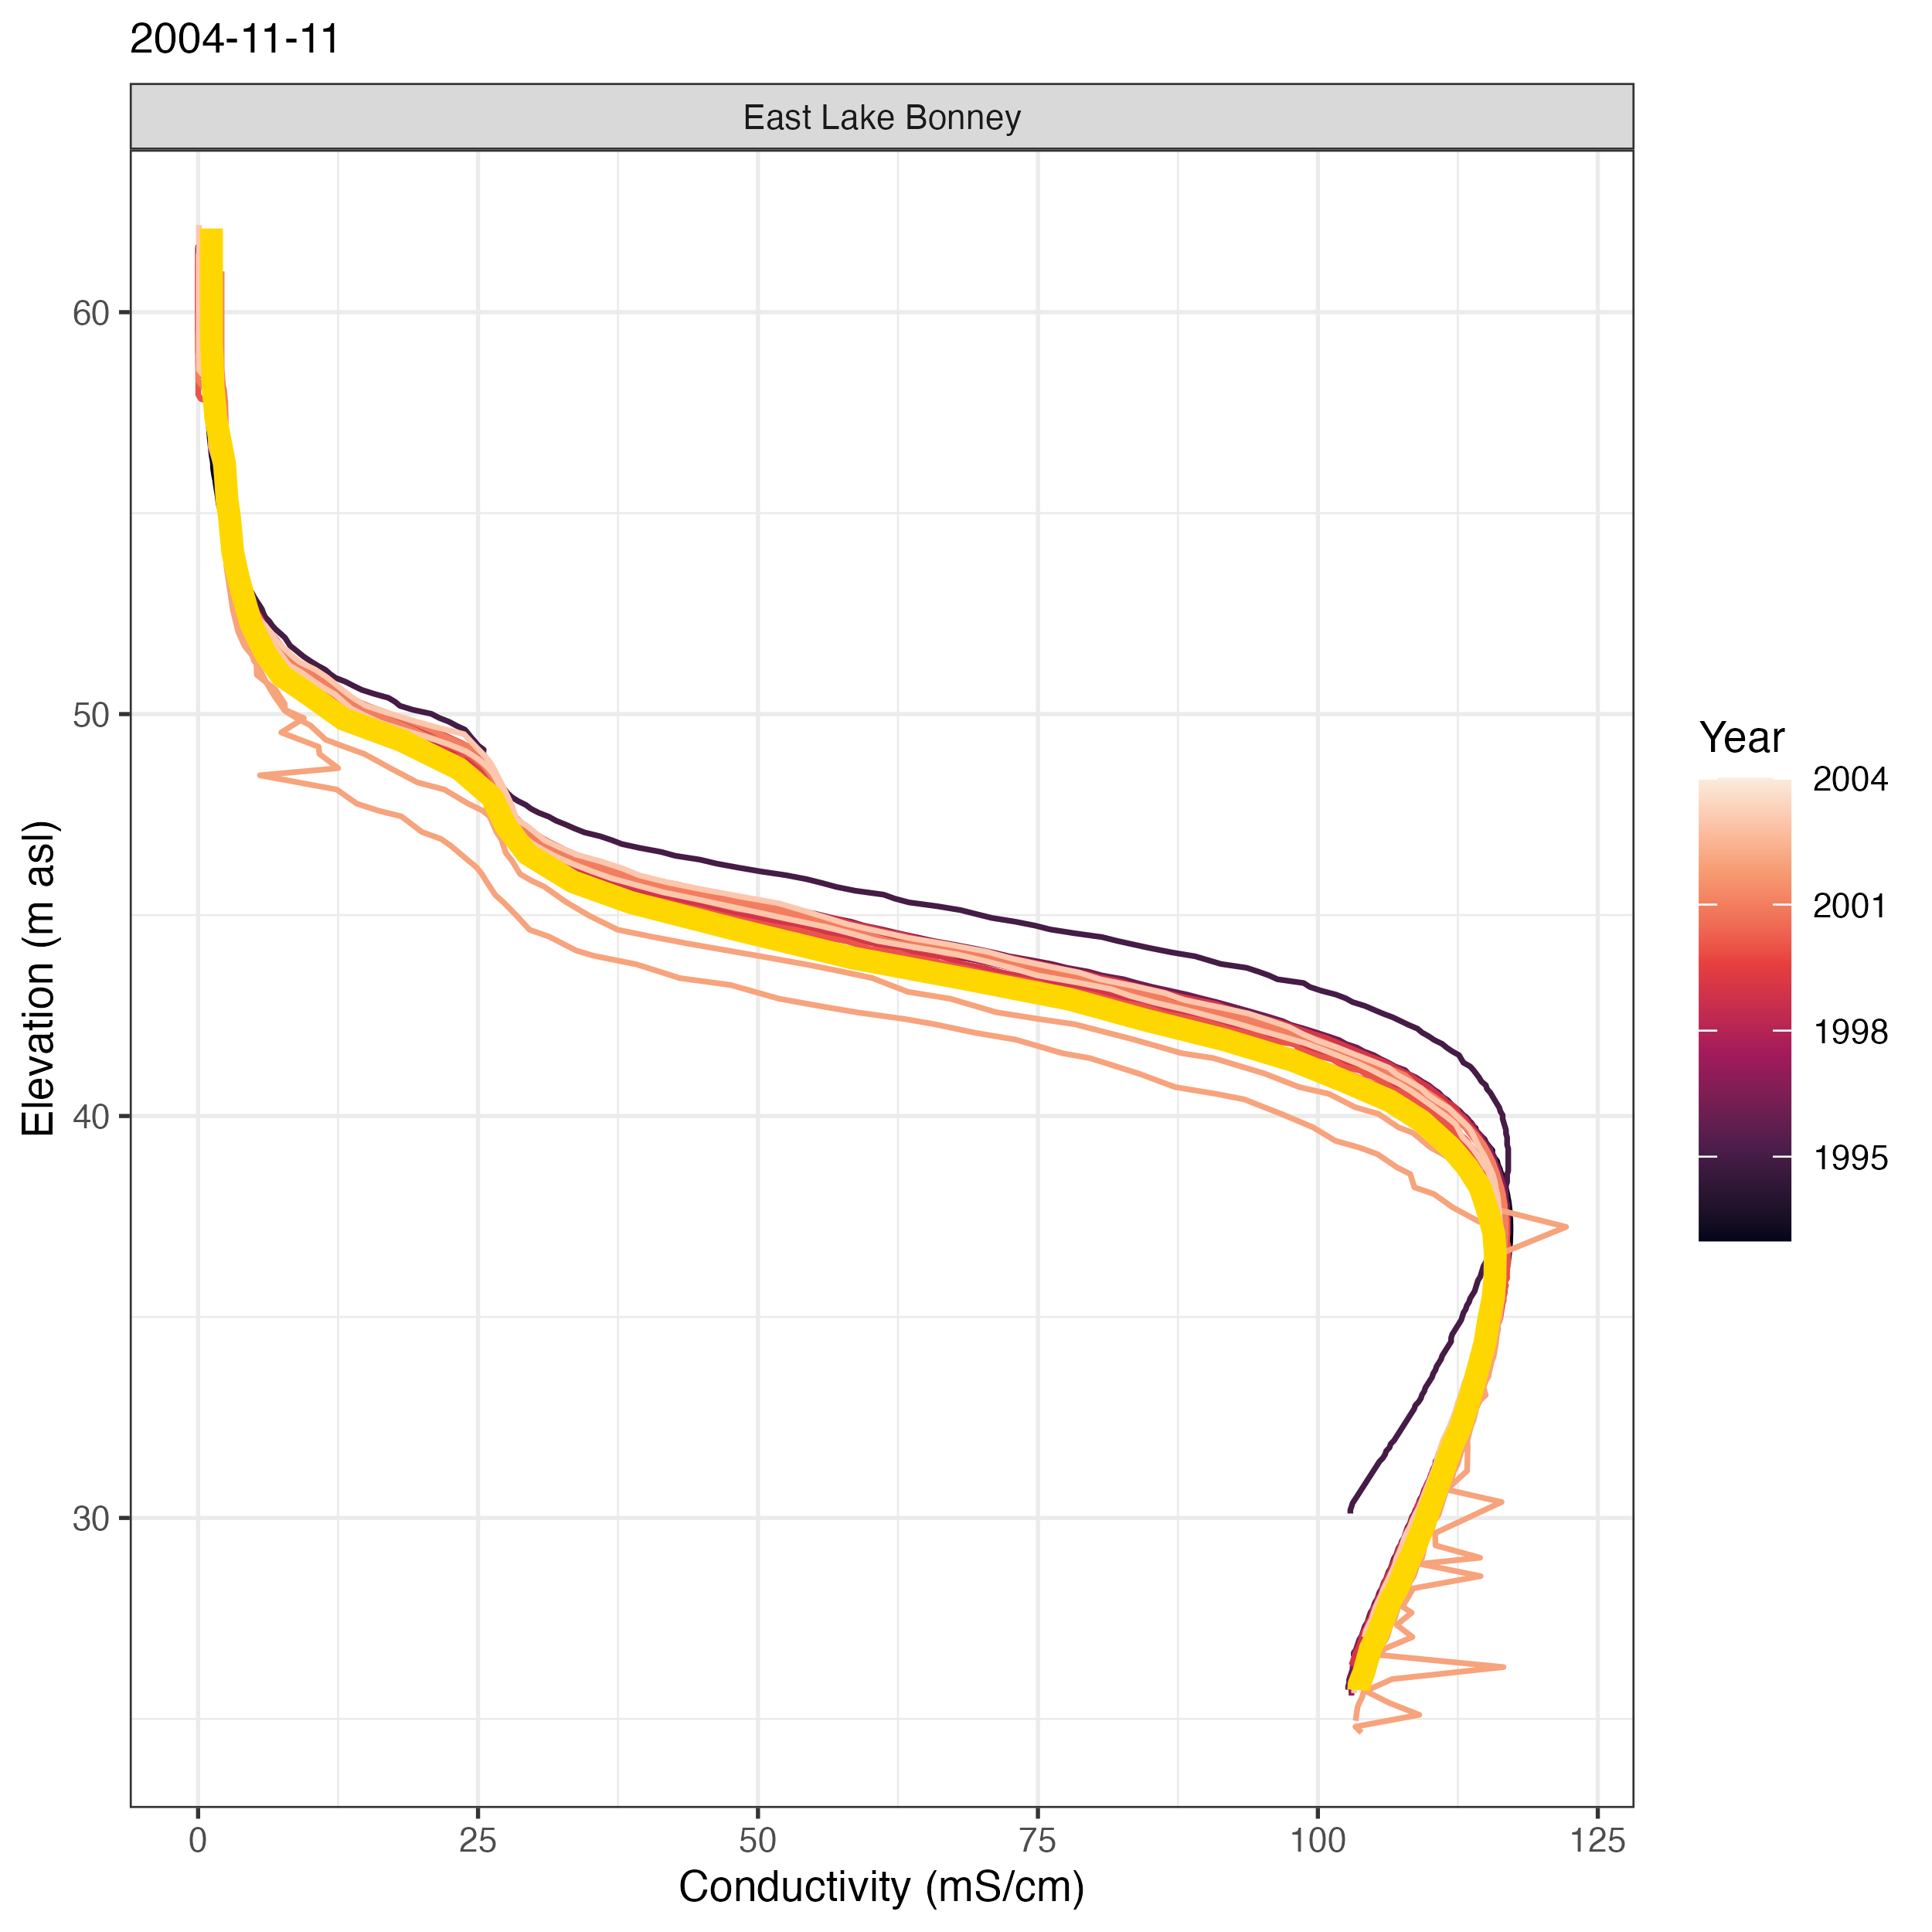 2004-11-11
East Lake Bonney
60
50
40
30
Elevation (m asl)
0 25 50 75 100 125
Conductivity (mS/cm)
Year
2004
2001
1998
1995